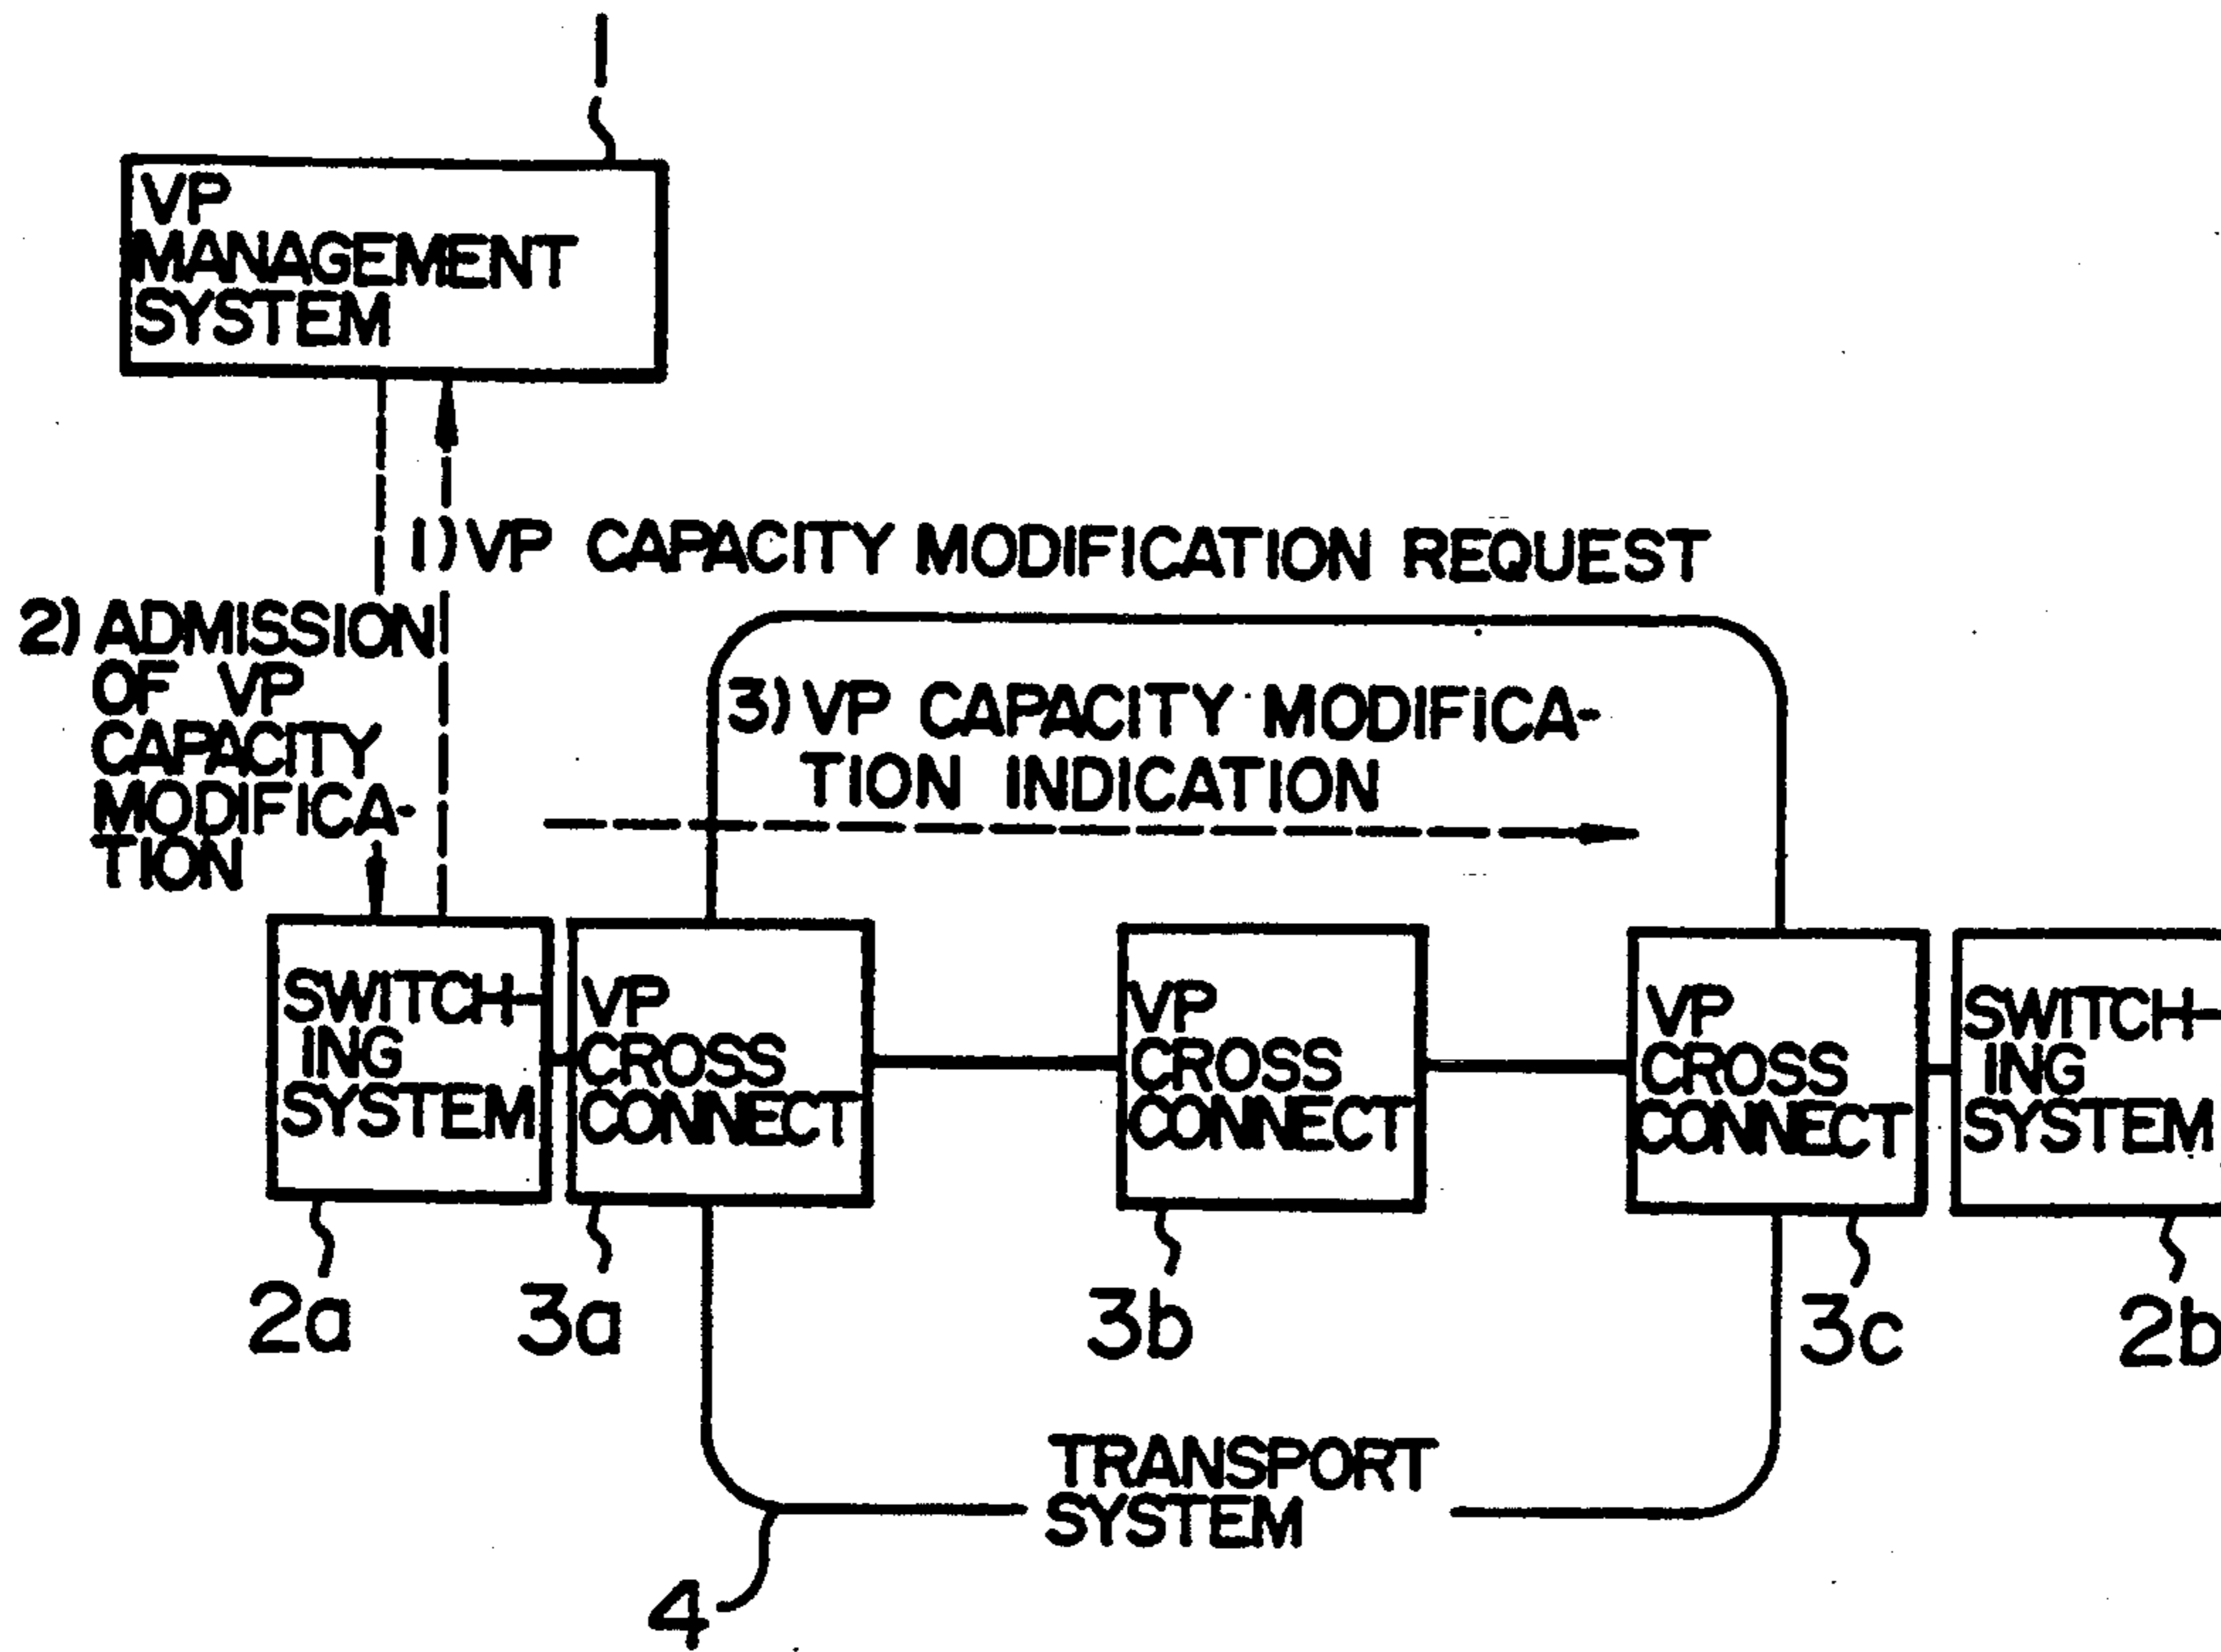 1
VP
MANAGEMENT
SYSTEM
1) VP CAPACITY MODIFICATION REQUEST
2) ADMISSION
OF VP
CAPACITY
MODIFICA-
TION
3) VP CAPACITY MODIFICA-
TION INDICATION
SWITCH-
ING
SYSTEM
VP
CROSS
CONNECT
VP
CROSS
CONNECT
VP
CROSS
CONNECT
SWITCH-
ING
SYSTEM
2a
3a
3b
3c
2b
TRANSPORT
SYSTEM
4